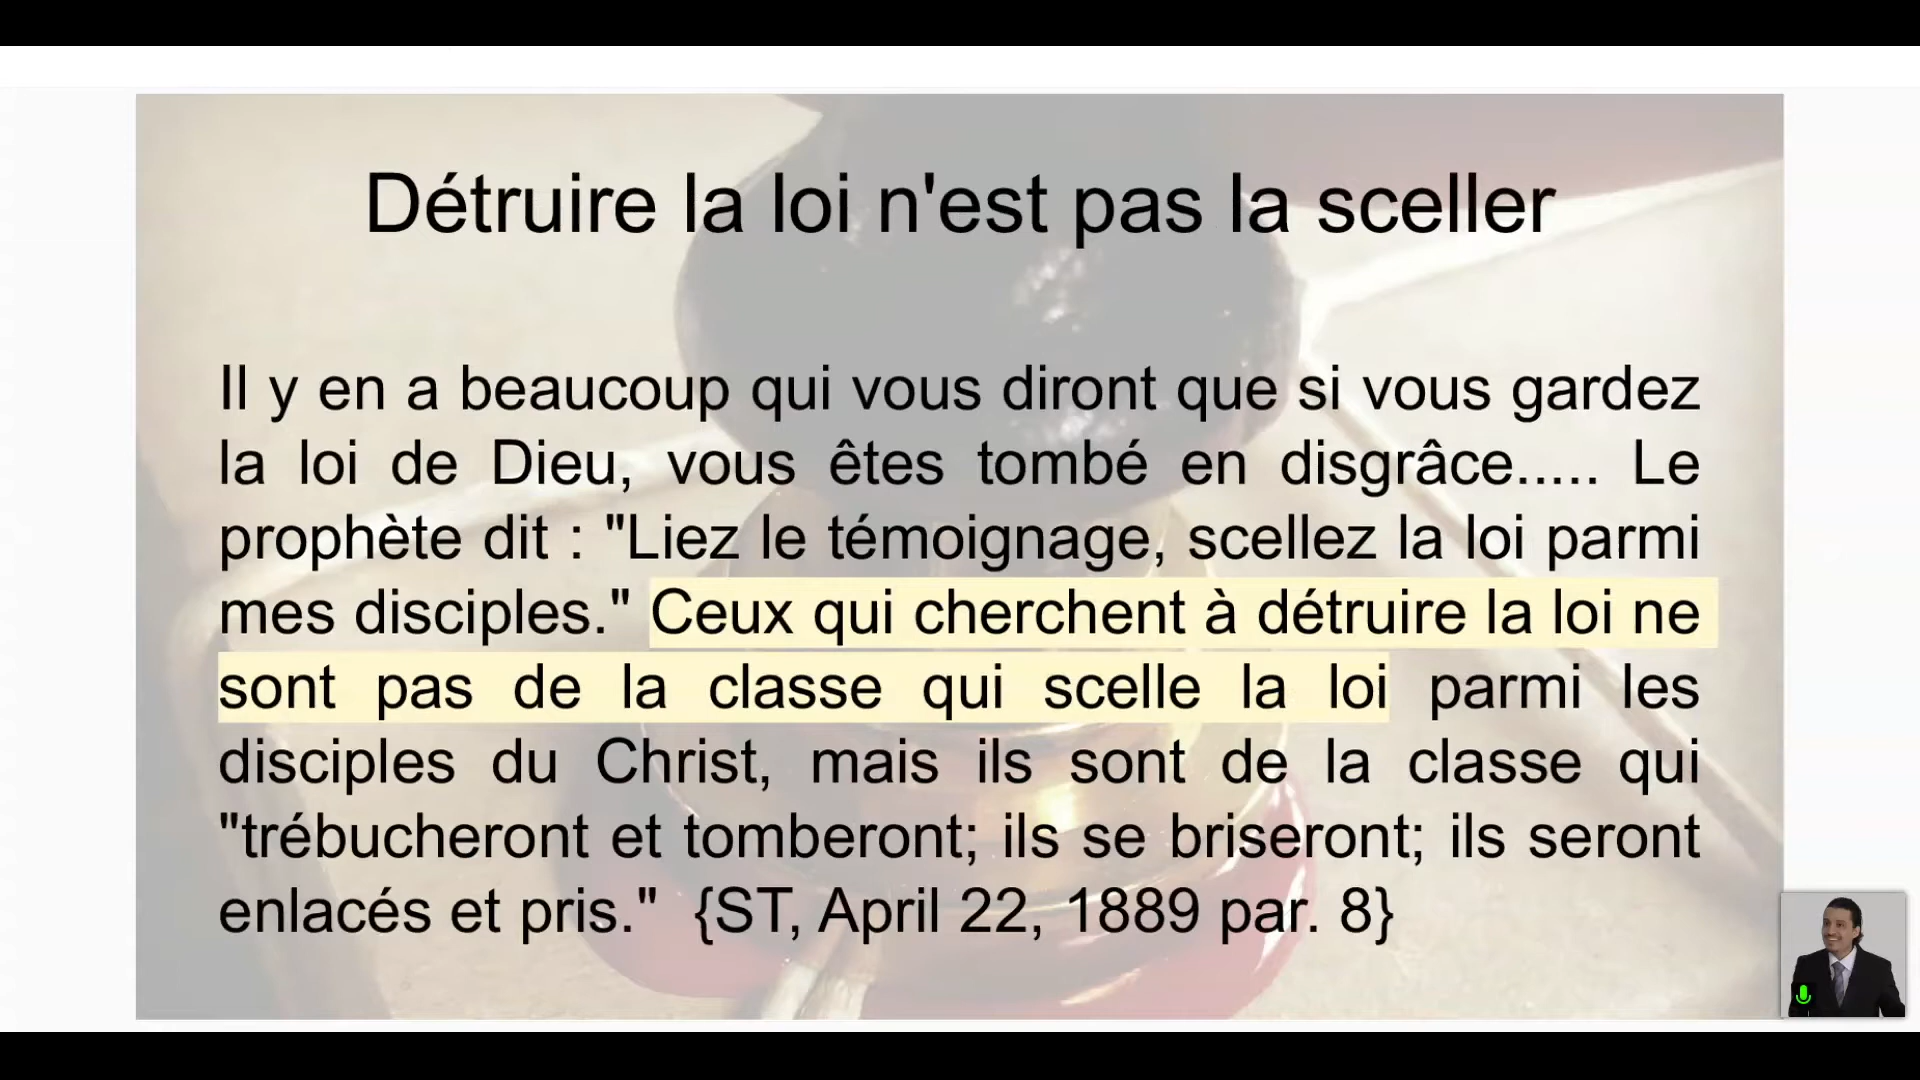 Détruire la loi n'est pas la sceller
Il y en a beaucoup qui vous diront que si vous gardez
la loi de Dieu, vous êtes tombé en disgrâce..... Le
prophète dit : "Liez le témoignage, scellez la loi parmi
mes disciples." Ceux qui cherchent à détruire la loi ne
sont pas de la classe qui scelle la loi parmi les
disciples du Christ, mais ils sont de la classe qui
"trébucheront et tomberont; ils se briseront; ils seront
enlacés et pris." {ST, April 22, 1889 par. 8}